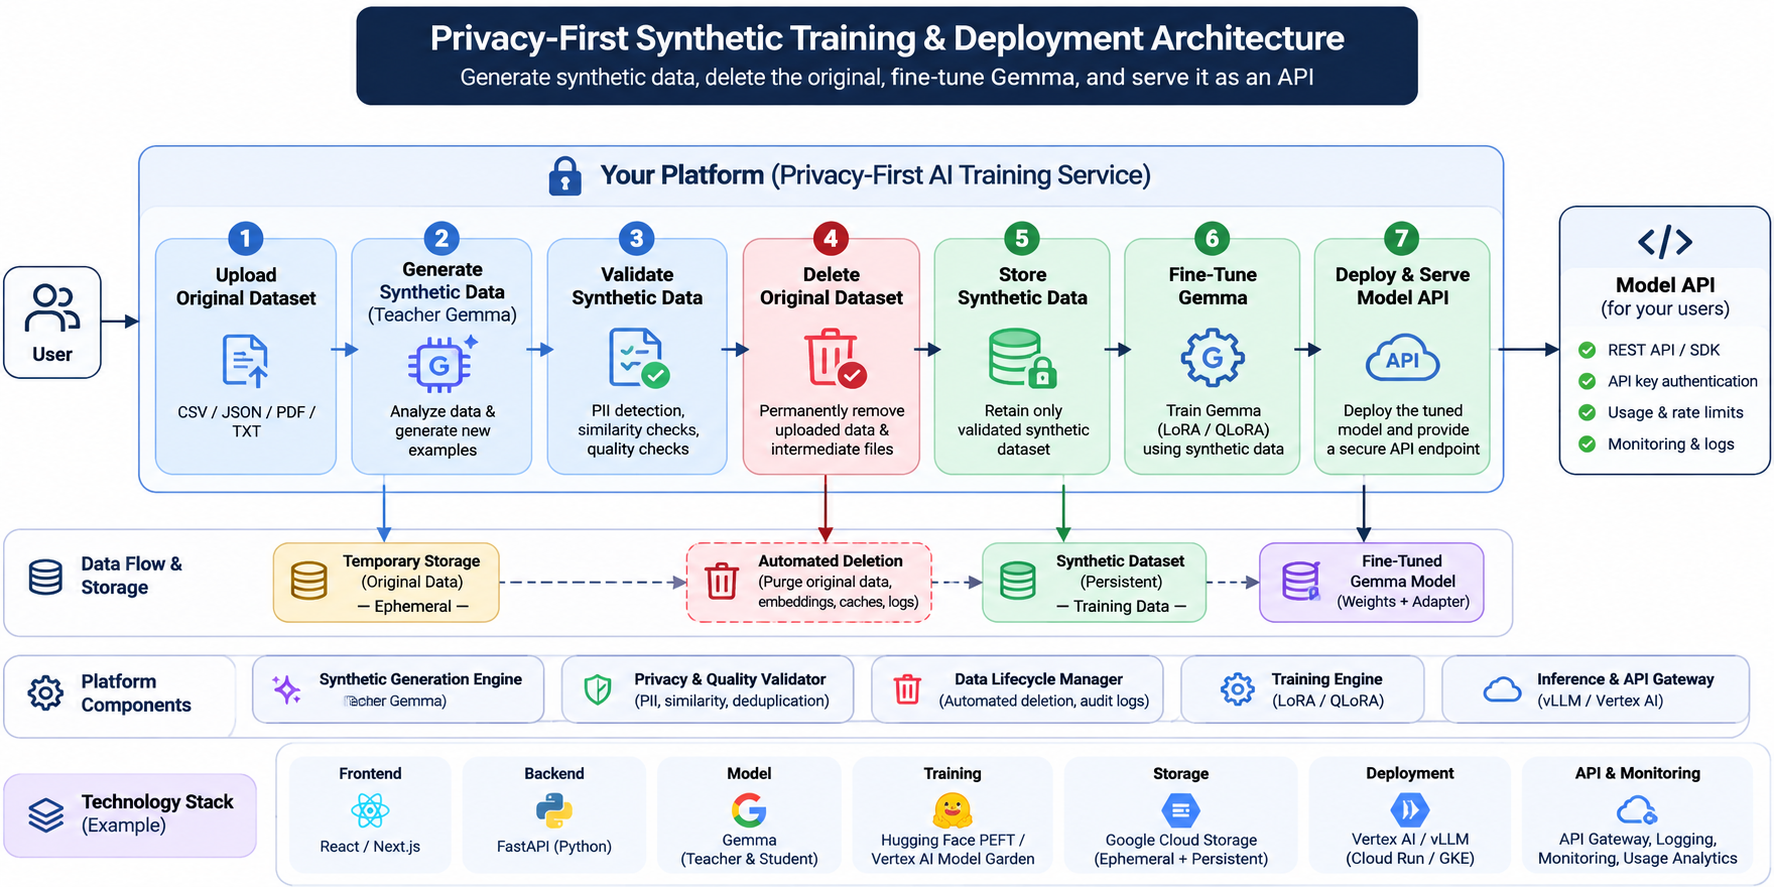 Privacy-First Synthetic Training & Deployment Architecture
Generate synthetic data, delete the original, fine-tune Gemma, and serve it as an API
Your Platform (Privacy-First AI Training Service)
User
1
Upload
Original Dataset
CSV / JSON / PDF /
TXT
2
Generate
Synthetic Data
(Teacher Gemma)
G
Analyze data &
generate new
examples
3
Validate
Synthetic Data
PII detection,
similarity checks,
quality checks
4
Delete
Original Dataset
Permanently remove
uploaded data &
intermediate files
5
Store
Synthetic Data
Retain only
validated synthetic
dataset
6
Fine-Tune
Gemma
G
Train Gemma
(LoRA / QLoRA)
using synthetic data
7
Deploy & Serve
Model API
API
Deploy the tuned
model and provide
a secure API endpoint
</>
Model API
(for your users)
REST API / SDK
API key authentication
Usage & rate limits
Monitoring & logs
Data Flow &
Storage
Temporary Storage
(Original Data)
— Ephemeral —
Automated Deletion
(Purge original data,
embeddings, caches, logs)
Synthetic Dataset
(Persistent)
— Training Data —
Fine-Tuned
Gemma Model
(Weights + Adapter)
Platform
Components
Synthetic Generation Engine
Gemma)
Privacy & Quality Validator
(PII, similarity, deduplication)
Data Lifecycle Manager
(Automated deletion, audit logs)
Training Engine
(LoRA / QLoRA)
Inference & API Gateway
(vLLM / Vertex AI)
Technology Stack
(Example)
Frontend
React / Next.js
Backend
FastAPI (Python)
Model
G
Gemma
(Teacher & Student)
Training
Hugging Face PEFT /
Vertex AI Model Garden
Storage
Google Cloud Storage
(Ephemeral + Persistent)
Deployment
Vertex AI / vLLM
(Cloud Run / GKE)
API & Monitoring
API Gateway, Logging,
Monitoring, Usage Analytics